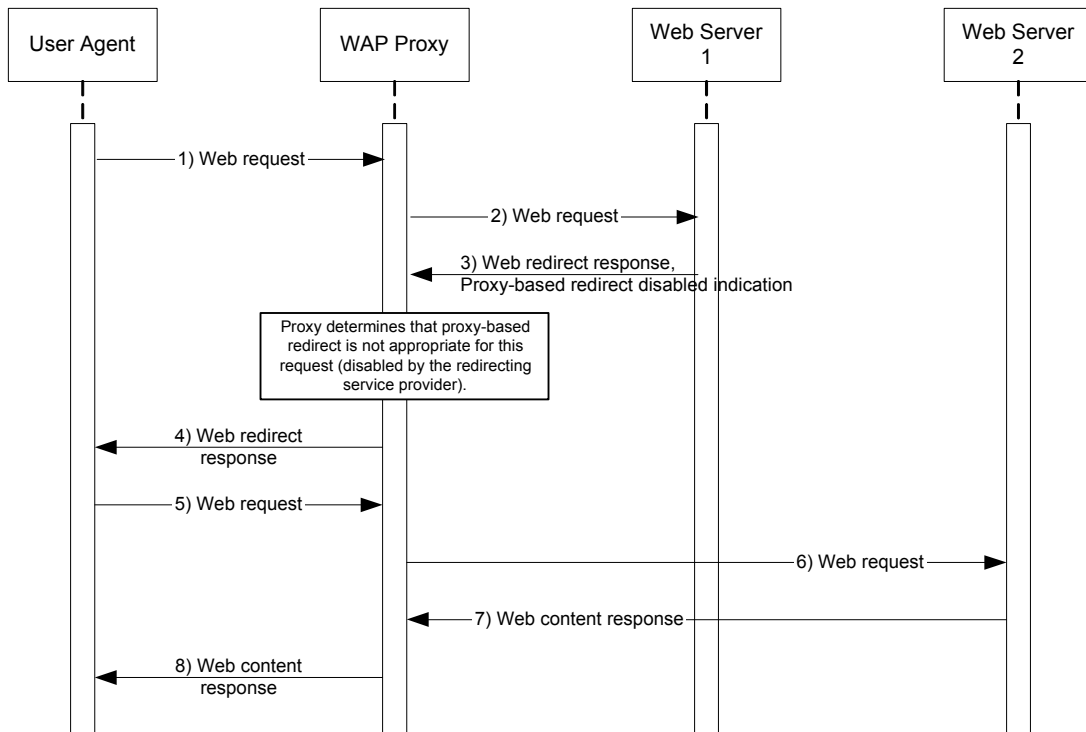 User Agent
WAP Proxy
Web Server
1
Web Server
2
1) Web request
2) Web request
3) Web redirect response,
Proxy-based redirect disabled indication
Proxy determines that proxy-based
redirect is not appropriate for this
request (disabled by the redirecting
service provider).
4) Web redirect
response
5) Web request
6) Web request
7) Web content response
8) Web content
response